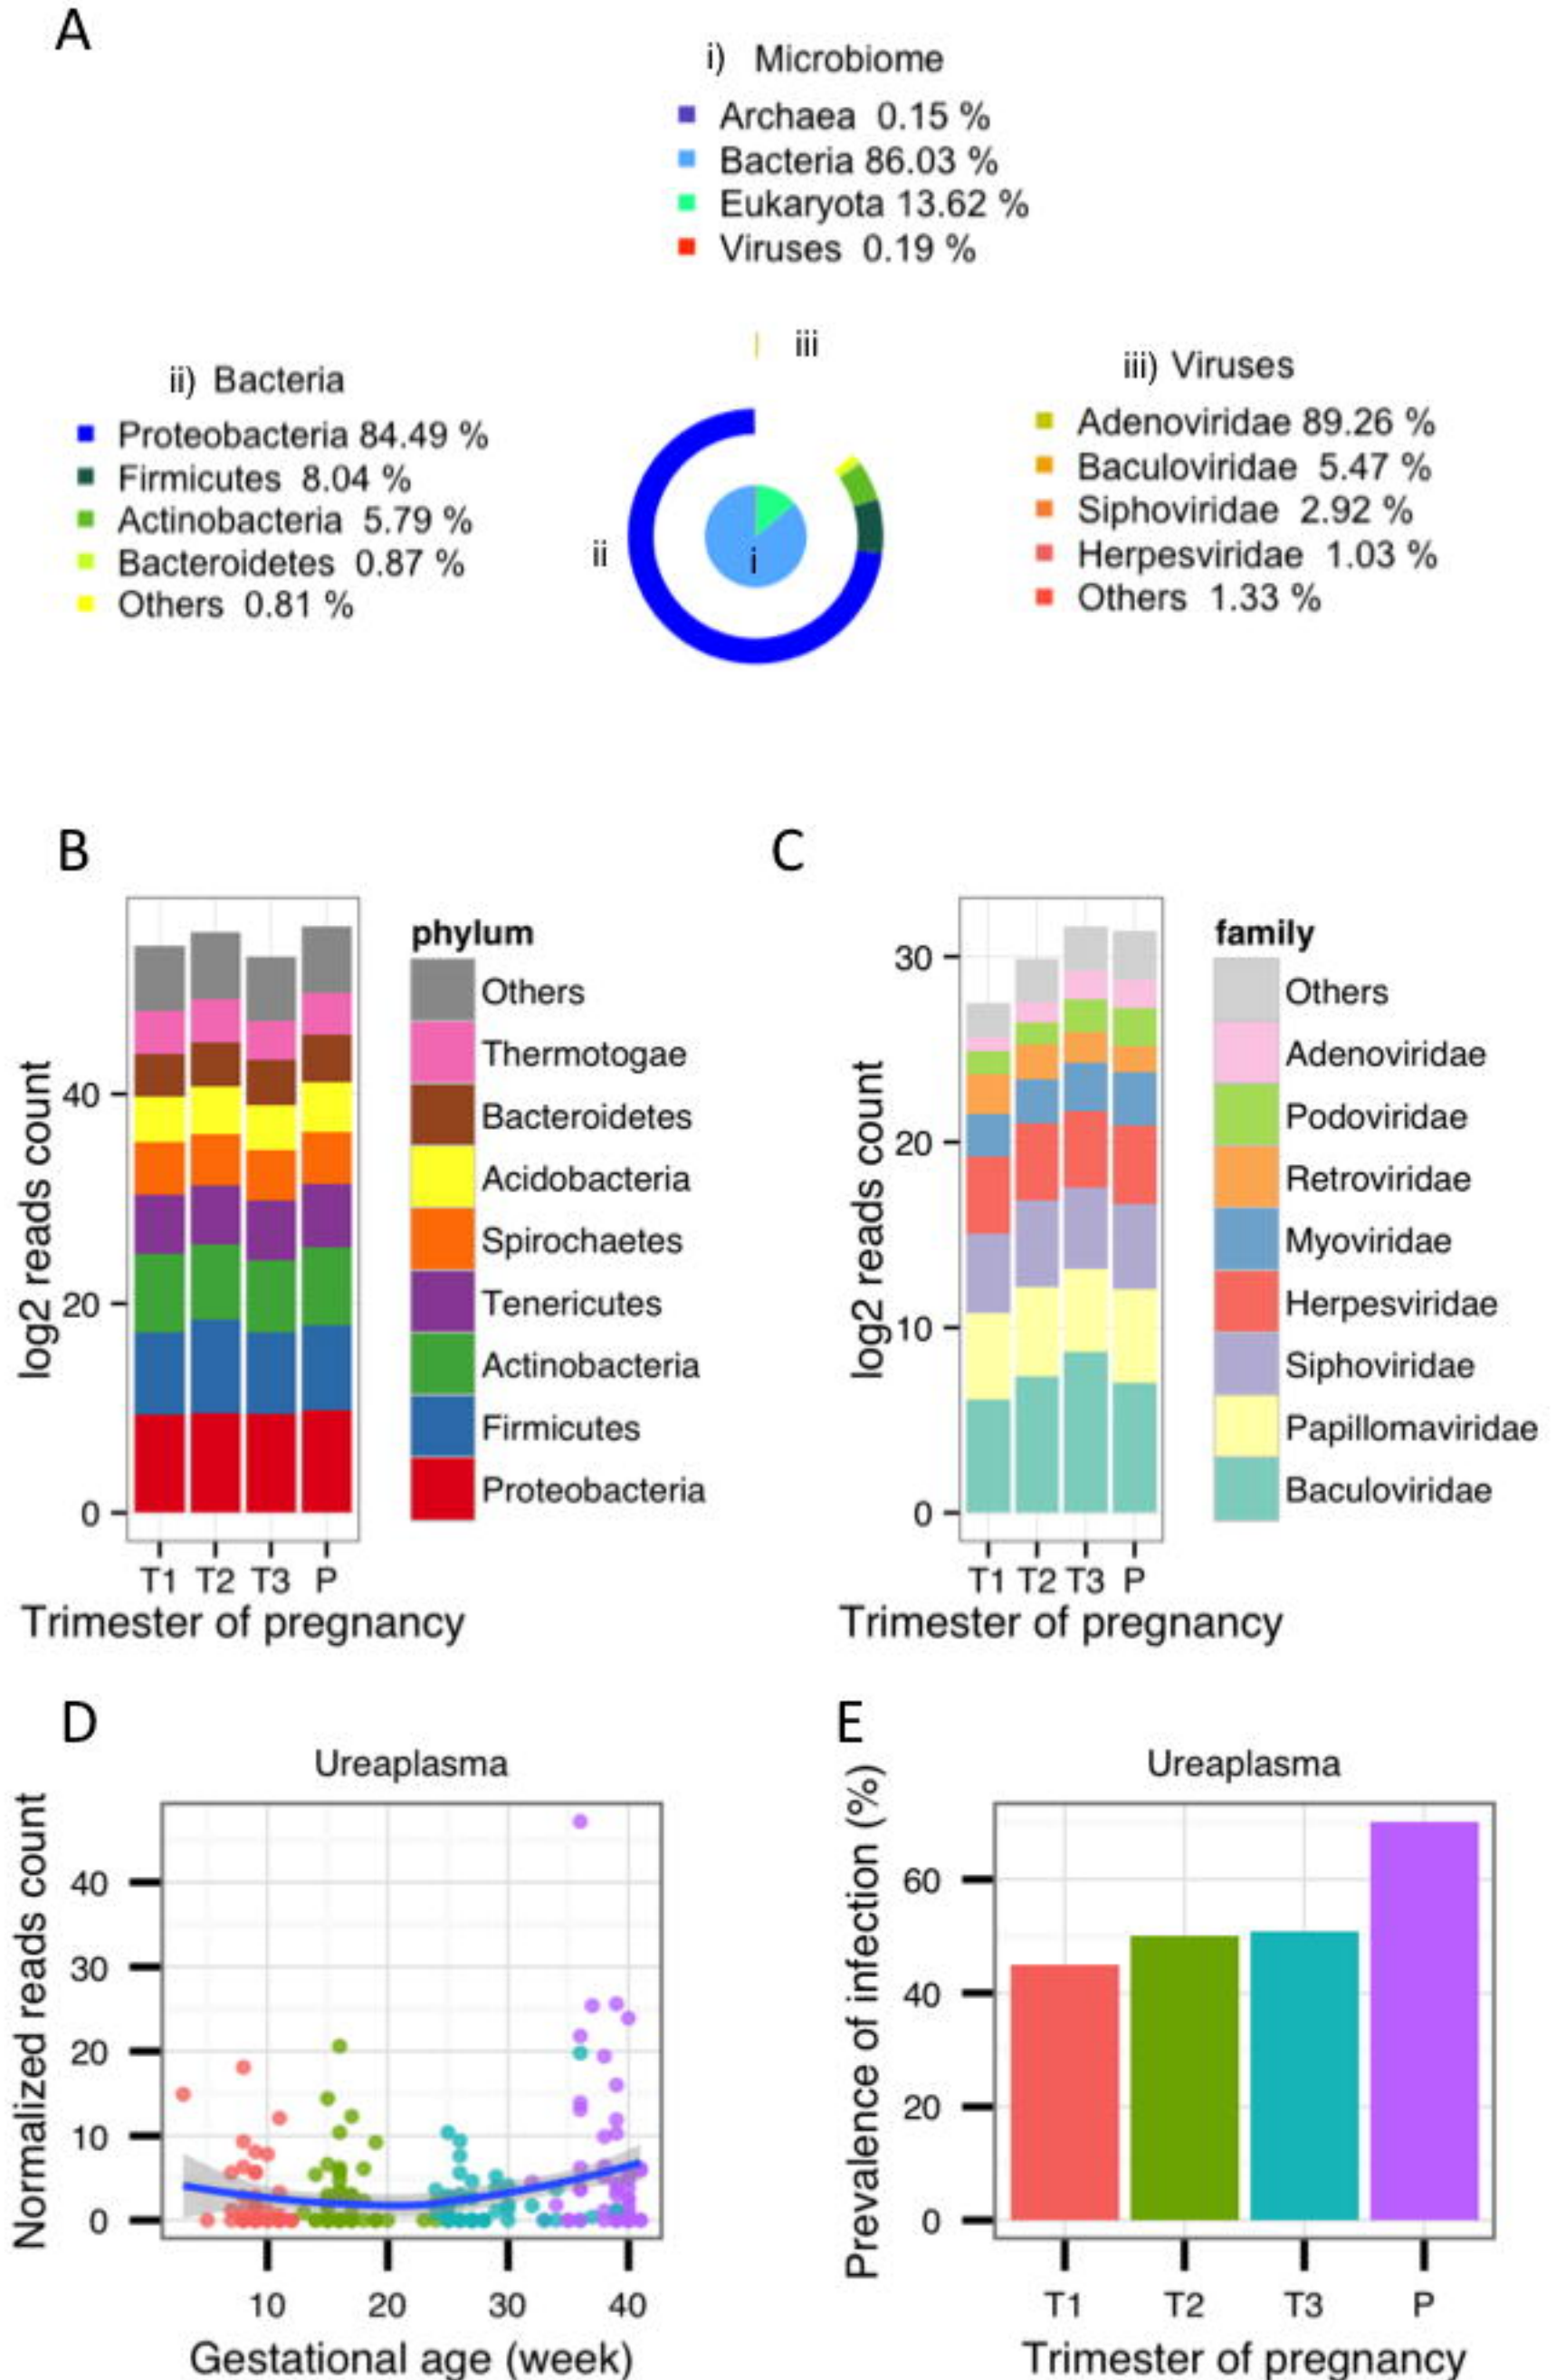 A
i) Microbiome
Archaea 0.15 %
Bacteria 86.03 %
Eukaryota 13.62 %
Viruses 0.19 %
iii
ii) Bacteria
Proteobacteria 84.49 %
Firmicutes 8.04 %
Actinobacteria 5.79 %
Bacteroidetes 0.87 %
Others 0.81 %
ii
i
iii) Viruses
Adenoviridae 89.26 %
Baculoviridae 5.47 %
Siphoviridae 2.92 %
Herpesviridae 1.03 %
Others 1.33 %
B
log2 reads count
40
20
0
T1 T2 T3 P
Trimester of pregnancy
phylum
Others
Thermotogae
Bacteroidetes
Acidobacteria
Spirochaetes
Tenericutes
Actinobacteria
Firmicutes
Proteobacteria
C
log2 reads count
30
20
10
0
T1 T2 T3 P
Trimester of pregnancy
family
Others
Adenoviridae
Podoviridae
Retroviridae
Myoviridae
Herpesviridae
Siphoviridae
Papillomaviridae
Baculoviridae
D
Ureaplasma
Normalized reads count
40
30
20
10
0
10 20 30 40
Gestational age (week)
E
Ureaplasma
Prevalence of infection (%)
60
40
20
0
T1 T2 T3 P
Trimester of pregnancy